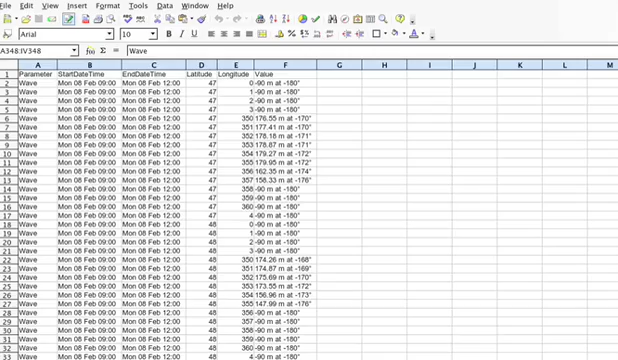 File Edit View Insert Format Tools Data Window Help
Arial 10 B I U
A348:IV348 f(x) Σ = Wave
A B C D E F G H I J K L M
1 Parameter StartDateTime EndDateTime Latitude Longitude Value
2 Wave Mon 08 Feb 09:00 Mon 08 Feb 12:00 47 0 -90 m at -180°
3 Wave Mon 08 Feb 09:00 Mon 08 Feb 12:00 47 1 -90 m at -180°
4 Wave Mon 08 Feb 09:00 Mon 08 Feb 12:00 47 2 -90 m at -180°
5 Wave Mon 08 Feb 09:00 Mon 08 Feb 12:00 47 3 -90 m at -180°
6 Wave Mon 08 Feb 09:00 Mon 08 Feb 12:00 47 350 176.55 m at -170°
7 Wave Mon 08 Feb 09:00 Mon 08 Feb 12:00 47 351 177.41 m at -170°
8 Wave Mon 08 Feb 09:00 Mon 08 Feb 12:00 47 352 178.18 m at -171°
9 Wave Mon 08 Feb 09:00 Mon 08 Feb 12:00 47 353 178.87 m at -171°
10 Wave Mon 08 Feb 09:00 Mon 08 Feb 12:00 47 354 179.27 m at -172°
11 Wave Mon 08 Feb 09:00 Mon 08 Feb 12:00 47 355 179.95 m at -172°
12 Wave Mon 08 Feb 09:00 Mon 08 Feb 12:00 47 356 162.35 m at -174°
13 Wave Mon 08 Feb 09:00 Mon 08 Feb 12:00 47 357 158.33 m at -176°
14 Wave Mon 08 Feb 09:00 Mon 08 Feb 12:00 47 358 -90 m at -180°
15 Wave Mon 08 Feb 09:00 Mon 08 Feb 12:00 47 359 -90 m at -180°
16 Wave Mon 08 Feb 09:00 Mon 08 Feb 12:00 47 360 -90 m at -180°
17 Wave Mon 08 Feb 09:00 Mon 08 Feb 12:00 47 4 -90 m at -180°
18 Wave Mon 08 Feb 09:00 Mon 08 Feb 12:00 48 0 -90 m at -180°
19 Wave Mon 08 Feb 09:00 Mon 08 Feb 12:00 48 1 -90 m at -180°
20 Wave Mon 08 Feb 09:00 Mon 08 Feb 12:00 48 2 -90 m at -180°
21 Wave Mon 08 Feb 09:00 Mon 08 Feb 12:00 48 3 -90 m at -180°
22 Wave Mon 08 Feb 09:00 Mon 08 Feb 12:00 48 350 174.26 m at -168°
23 Wave Mon 08 Feb 09:00 Mon 08 Feb 12:00 48 351 174.87 m at -169°
24 Wave Mon 08 Feb 09:00 Mon 08 Feb 12:00 48 352 175.69 m at -170°
25 Wave Mon 08 Feb 09:00 Mon 08 Feb 12:00 48 353 173.55 m at -172°
26 Wave Mon 08 Feb 09:00 Mon 08 Feb 12:00 48 354 156.96 m at -173°
27 Wave Mon 08 Feb 09:00 Mon 08 Feb 12:00 48 355 147.99 m at -176°
28 Wave Mon 08 Feb 09:00 Mon 08 Feb 12:00 48 356 -90 m at -180°
29 Wave Mon 08 Feb 09:00 Mon 08 Feb 12:00 48 357 -90 m at -180°
30 Wave Mon 08 Feb 09:00 Mon 08 Feb 12:00 48 358 -90 m at -180°
31 Wave Mon 08 Feb 09:00 Mon 08 Feb 12:00 48 359 -90 m at -180°
32 Wave Mon 08 Feb 09:00 Mon 08 Feb 12:00 48 360 -90 m at -180°
33 Wave Mon 08 Feb 09:00 Mon 08 Feb 12:00 48 4 -90 m at -180°